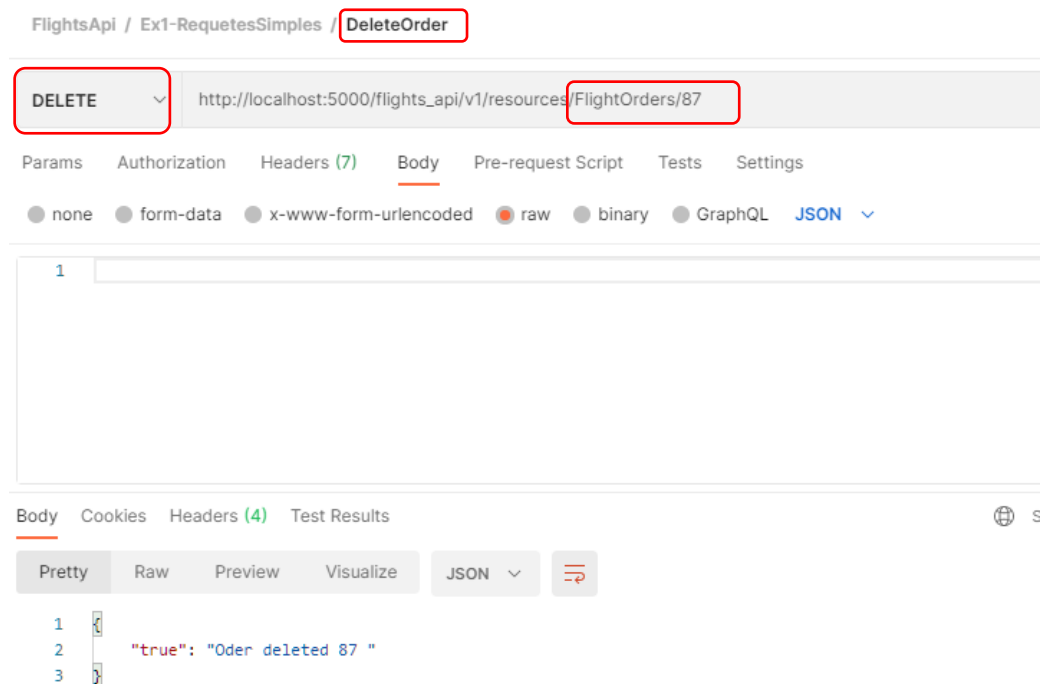 FlightsApi / Ex1-RequetesSimples / DeleteOrder
DELETE http://localhost:5000/flights_api/v1/resources/FlightOrders/87
Params Authorization Headers (7) Body Pre-request Script Tests Settings
none form-data x-www-form-urlencoded raw binary GraphQL JSON
1
Body Cookies Headers (4) Test Results S
Pretty Raw Preview Visualize JSON
1 {
2 "true": "Oder deleted 87 "
3 }